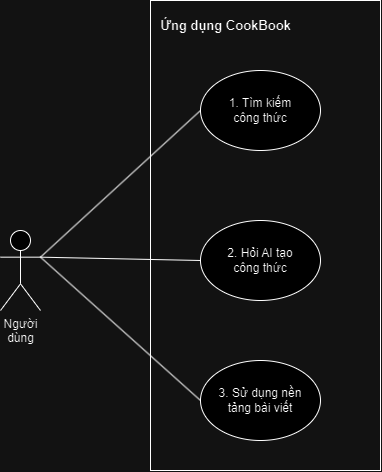 Ứng dụng CookBook
1. Tìm kiếm
công thức
2. Hỏi AI tạo
công thức
Người
dùng
3. Sử dụng nền
tảng bài viết